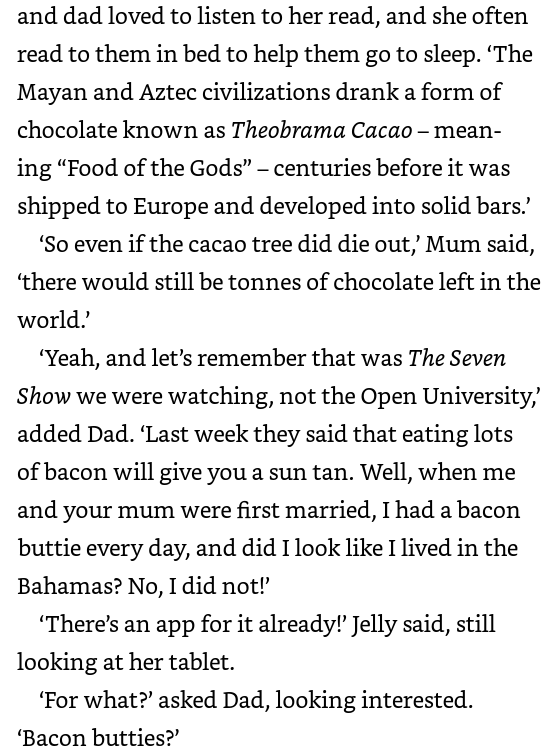 and dad loved to listen to her read, and she often
read to them in bed to help them go to sleep. ‘The
Mayan and Aztec civilizations drank a form of
chocolate known as Theobrama Cacao – mean-
ing “Food of the Gods” – centuries before it was
shipped to Europe and developed into solid bars.’
‘So even if the cacao tree did die out,’ Mum said,
‘there would still be tonnes of chocolate left in the
world.’
‘Yeah, and let’s remember that was The Seven
Show we were watching, not the Open University,’
added Dad. ‘Last week they said that eating lots
of bacon will give you a sun tan. Well, when me
and your mum were first married, I had a bacon
buttie every day, and did I look like I lived in the
Bahamas? No, I did not!’
‘There’s an app for it already!’ Jelly said, still
looking at her tablet.
‘For what?’ asked Dad, looking interested.
‘Bacon butties?’